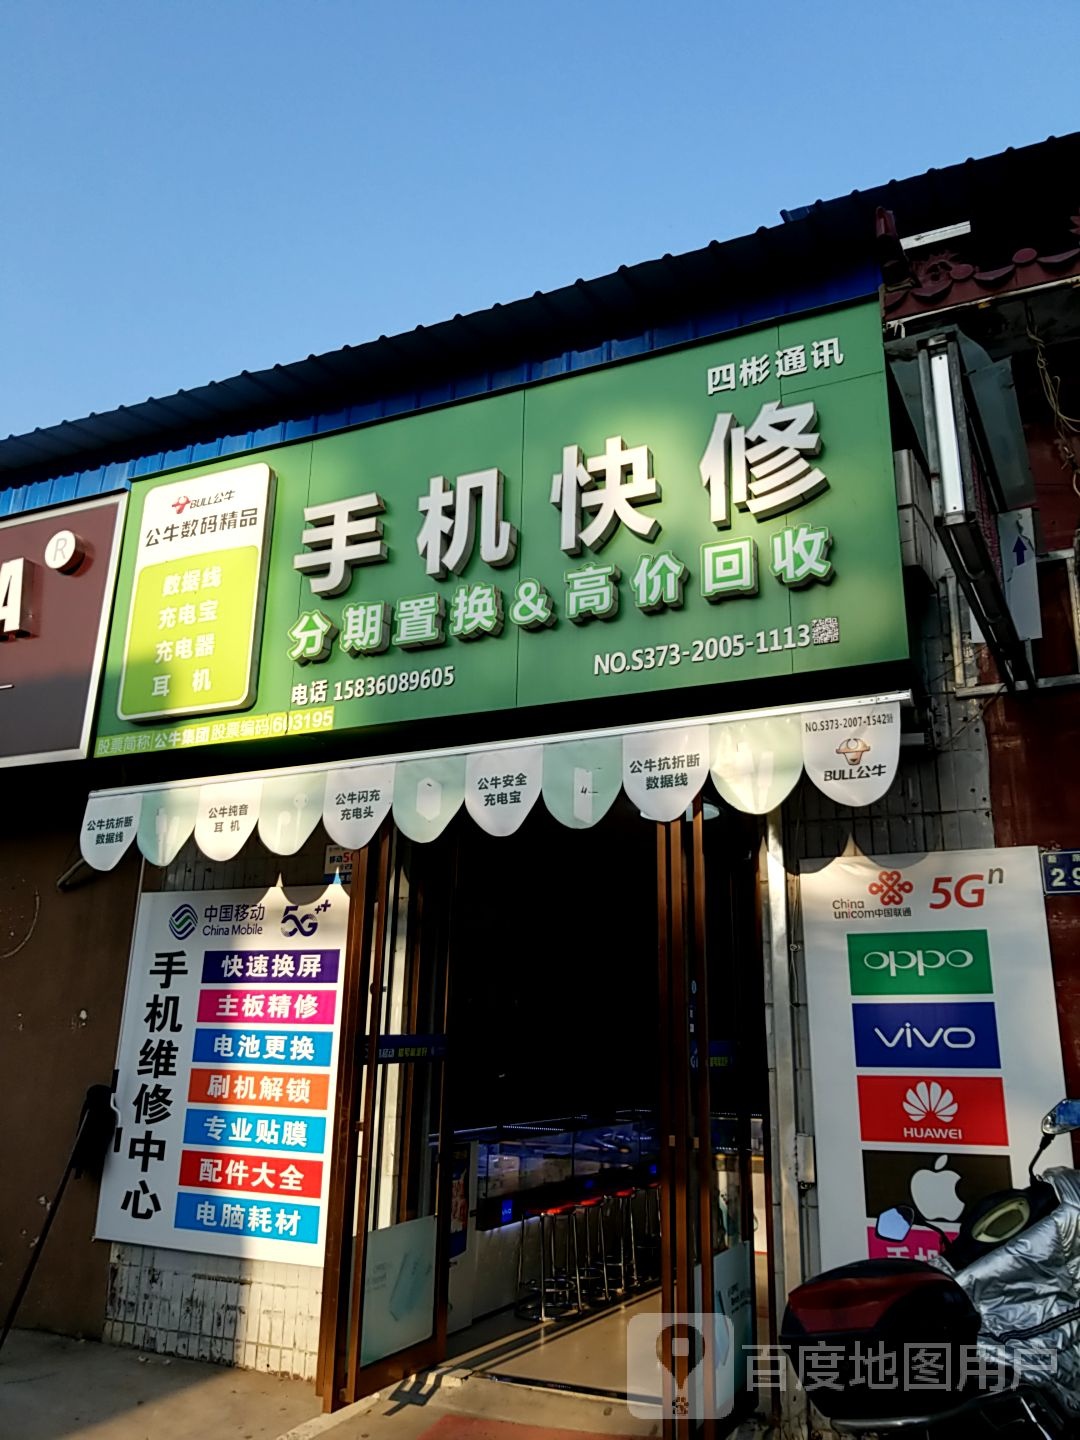 四彬通讯
BULL公牛
公牛数码精品
数据线
充电宝
充电器
耳机
手机快修
分期置换&高价回收
电话 15836089605
NO.S373-2005-1113
股票简称 公牛集团 股票编码 603195
A
®
公牛抗折断
数据线
公牛纯音
耳机
公牛闪充
充电头
公牛安全
充电宝
公牛抗折断
数据线
NO.S373-2007-1542
BULL公牛
中国移动
China Mobile
5G++
手机维修中心
快速换屏
主板精修
电池更换
刷机解锁
专业贴膜
配件大全
电脑耗材
China
unicom中国联通
5Gⁿ
oppo
vivo
HUAWEI
手机
vivo
29
百度地图用户